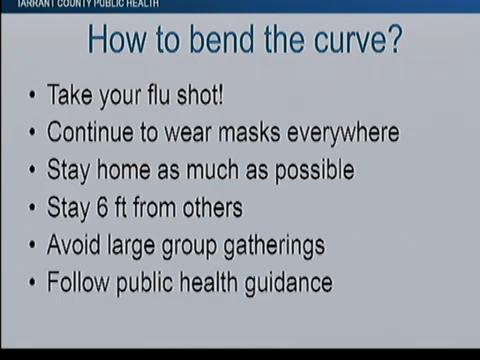 TARRANT COUNTY PUBLIC HEALTH
How to bend the curve?
• Take your flu shot!
• Continue to wear masks everywhere
• Stay home as much as possible
• Stay 6 ft from others
• Avoid large group gatherings
• Follow public health guidance